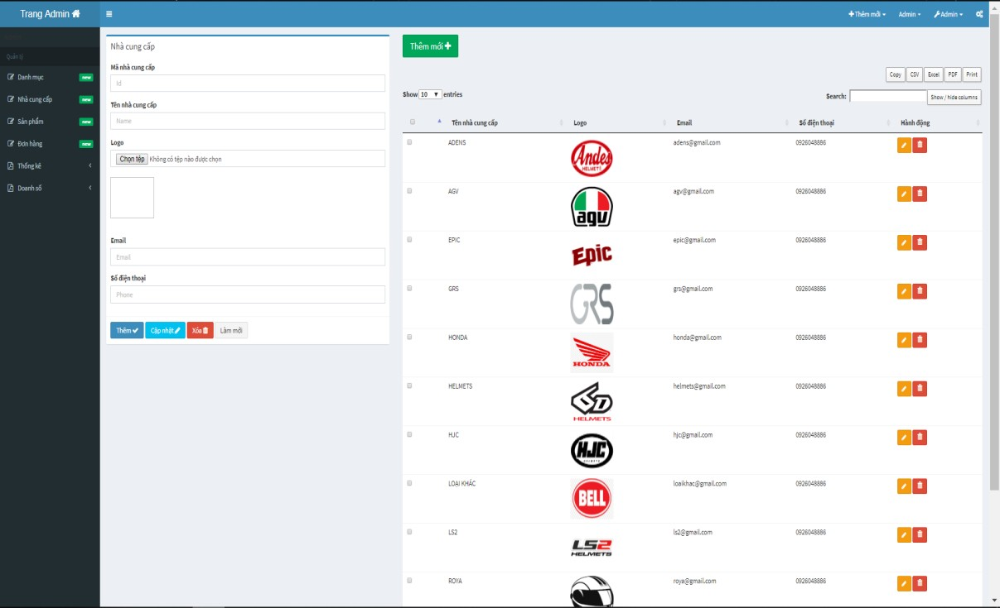 Trang Admin
Thêm mới
Admin
Admin
Quản lý
Danh mục new
Nhà cung cấp new
Sản phẩm new
Đơn hàng new
Thống kê
Doanh số
Nhà cung cấp
Mã nhà cung cấp
Id
Tên nhà cung cấp
Name
Logo
Chọn tệp Không có tệp nào được chọn
Email
Email
Số điện thoại
Phone
Thêm Cập nhật Xóa Làm mới
Thêm mới
Copy CSV Excel PDF Print
Show 10 entries
Search: Show / hide columns
Tên nhà cung cấp Logo Email Số điện thoại Hành động
ADENS Andes HELMET adens@gmail.com 0926048886
AGV agv agv@gmail.com 0926048886
EPIC Epic epic@gmail.com 0926048886
GRS GRS grs@gmail.com 0926048886
HONDA HONDA honda@gmail.com 0926048886
HELMETS 6D HELMETS helmets@gmail.com 0926048886
HJC HJC HELMETS hjc@gmail.com 0926048886
LOẠI KHÁC BELL loaikhac@gmail.com 0926048886
LS2 LS2 HELMETS ls2@gmail.com 0926048886
ROYA roya@gmail.com 0926048886